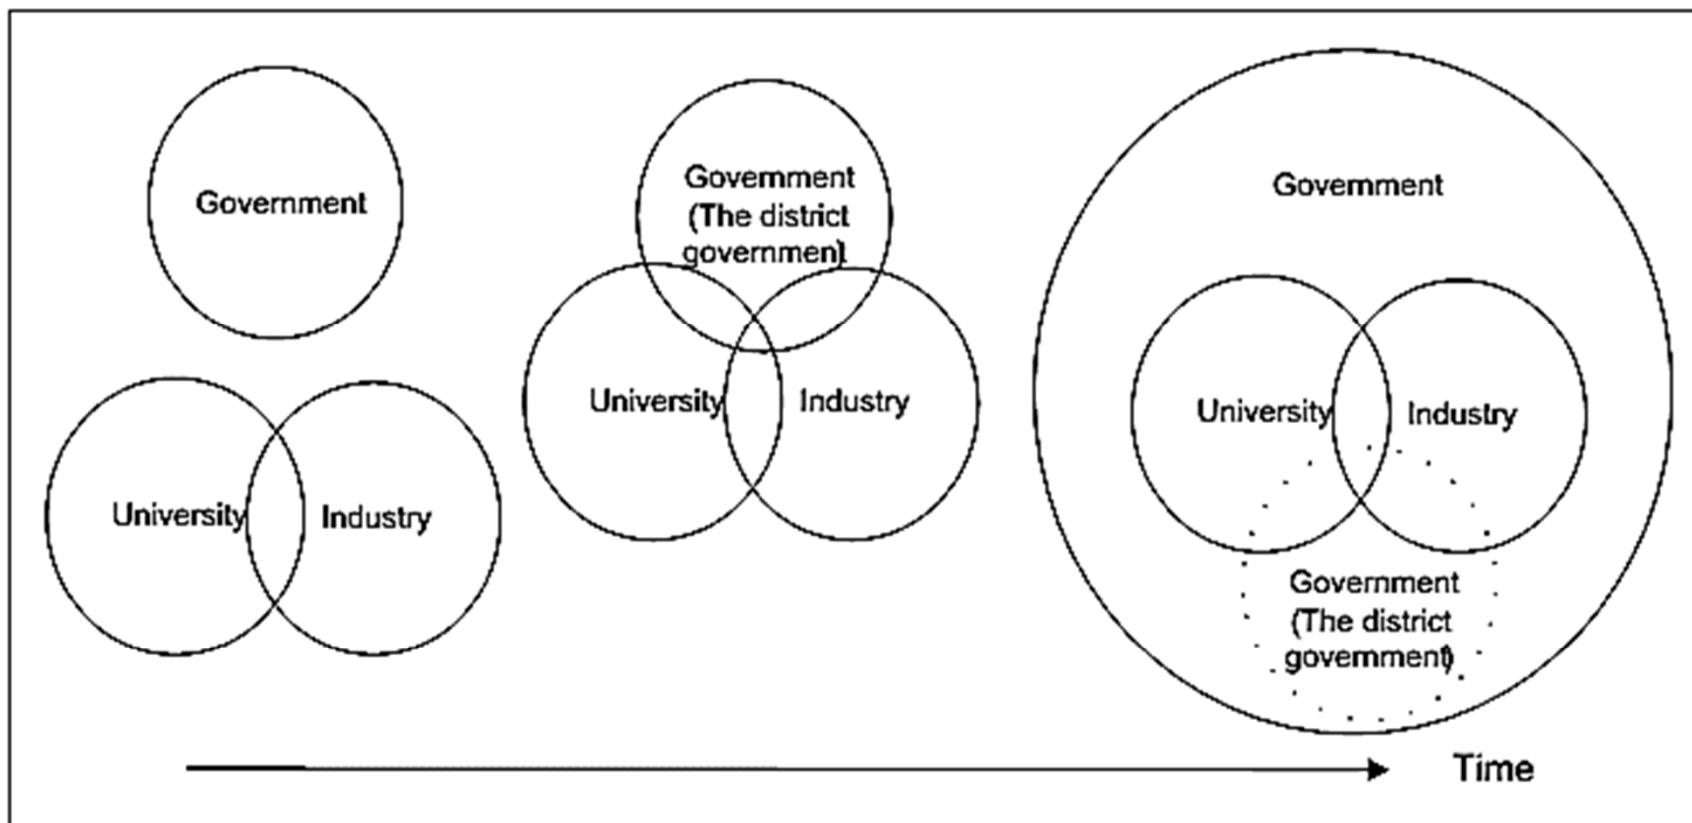 Government
University
Industry
Government
(The district
governmen)
University
Industry
Government
University
Industry
Government
(The district
government)
Time